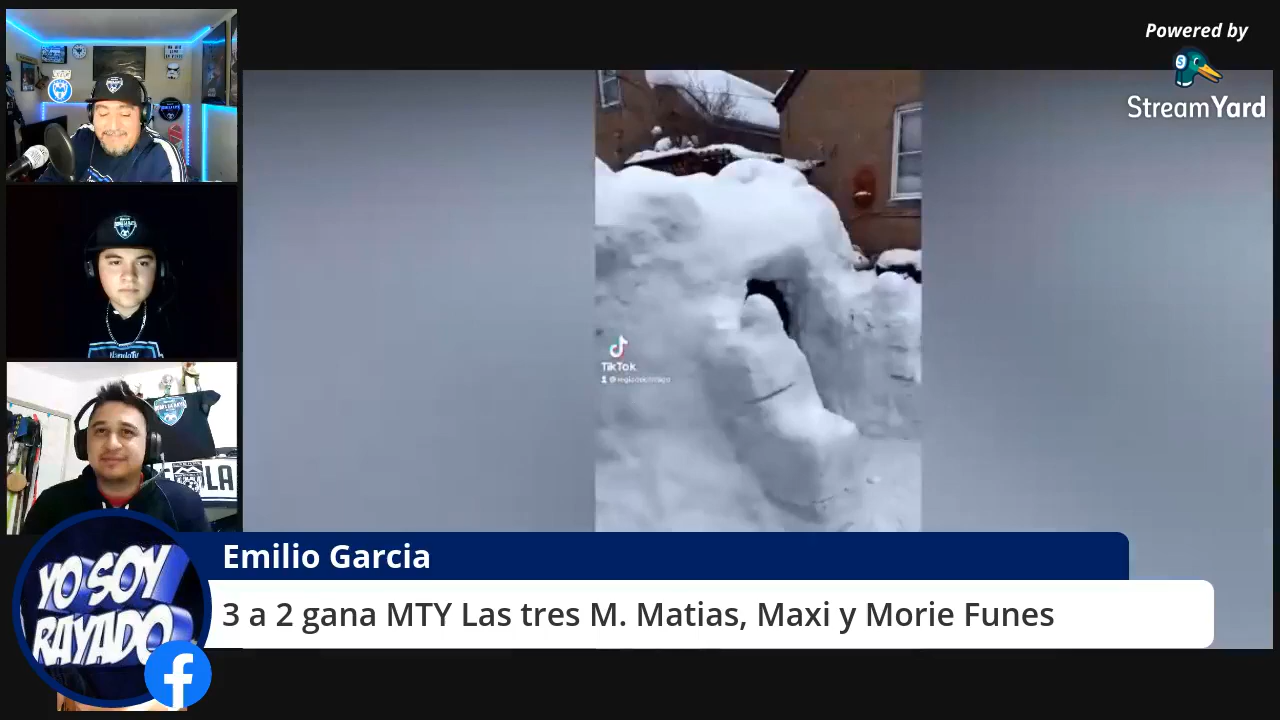 Powered by
StreamYard
TikTok
Emilio Garcia
3 a 2 gana MTY Las tres M. Matias, Maxi y Morie Funes
YO SOY
RAYADO
LA